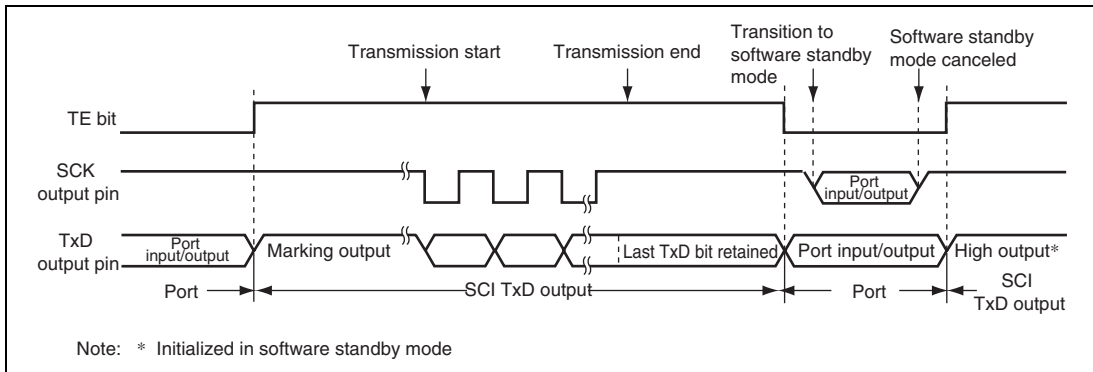 Transmission start
Transmission end
Transition to
software standby
mode
Software standby
mode canceled
TE bit
SCK
output pin
Port
input/output
TxD
output pin
Port
input/output
Marking output
Last TxD bit retained
Port input/output
High output*
Port
SCI TxD output
Port
SCI
TxD output
Note: * Initialized in software standby mode